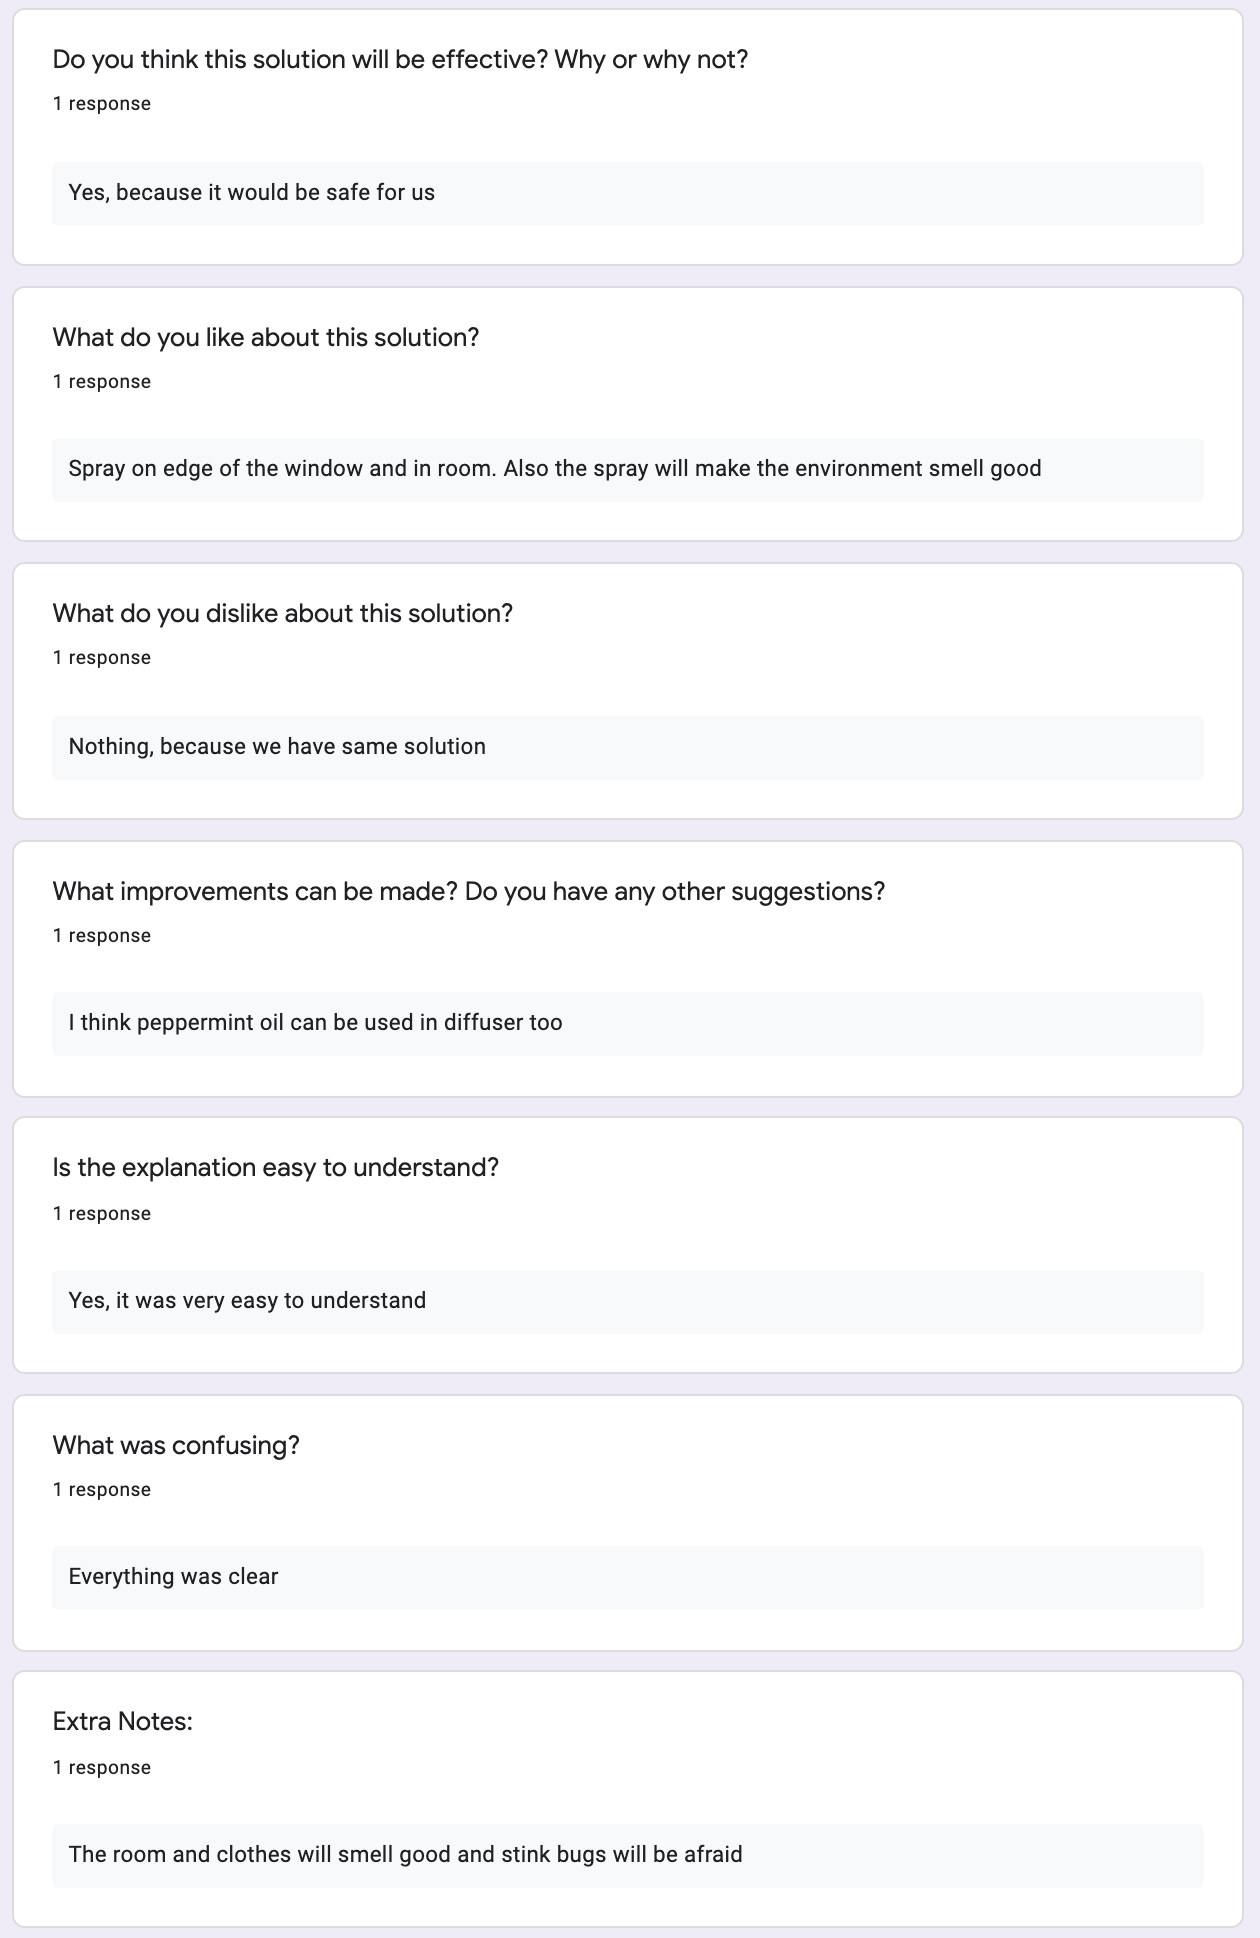 Do you think this solution will be effective? Why or why not?
1 response
Yes, because it would be safe for us
What do you like about this solution?
1 response
Spray on edge of the window and in room. Also the spray will make the environment smell good
What do you dislike about this solution?
1 response
Nothing, because we have same solution
What improvements can be made? Do you have any other suggestions?
1 response
I think peppermint oil can be used in diffuser too
Is the explanation easy to understand?
1 response
Yes, it was very easy to understand
What was confusing?
1 response
Everything was clear
Extra Notes:
1 response
The room and clothes will smell good and stink bugs will be afraid